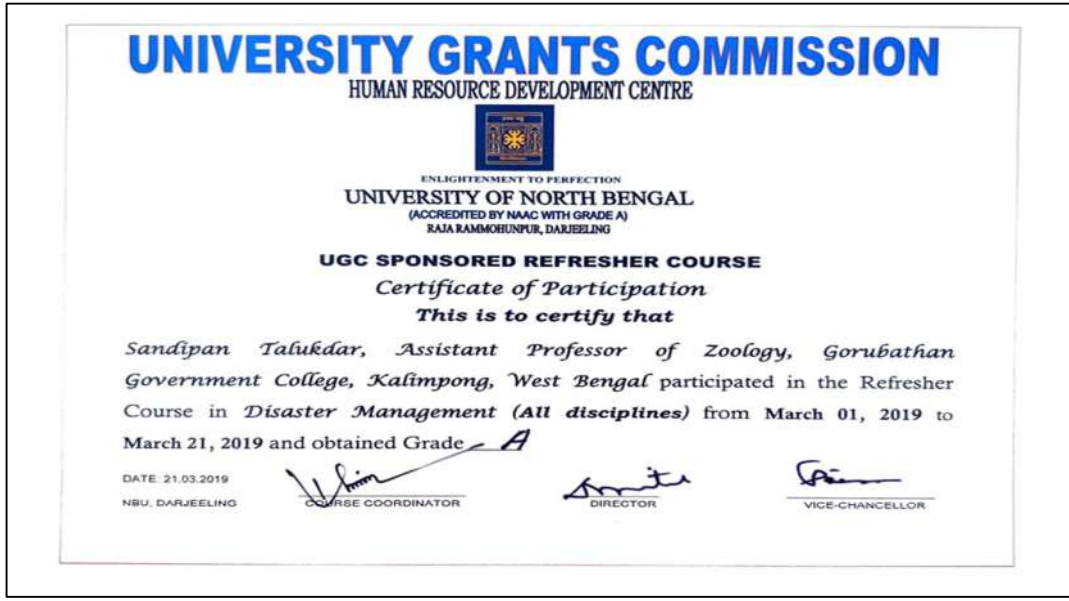 UNIVERSITY GRANTS COMMISSION
HUMAN RESOURCE DEVELOPMENT CENTRE
ENLIGHTENMENT TO PERFECTION
UNIVERSITY OF NORTH BENGAL
(ACCREDITED BY NAAC WITH GRADE A)
RAJA RAMMOHUNPUR, DARJEELING
UGC SPONSORED REFRESHER COURSE
Certificate of Participation
This is to certify that
Sandipan Talukdar, Assistant Professor of Zoology, Gorubathan
Government College, Kalimpong, West Bengal participated in the Refresher
Course in Disaster Management (All disciplines) from March 01, 2019 to
March 21, 2019 and obtained Grade A
DATE: 21.03.2019
NBU, DARJEELING
COURSE COORDINATOR
DIRECTOR
VICE-CHANCELLOR